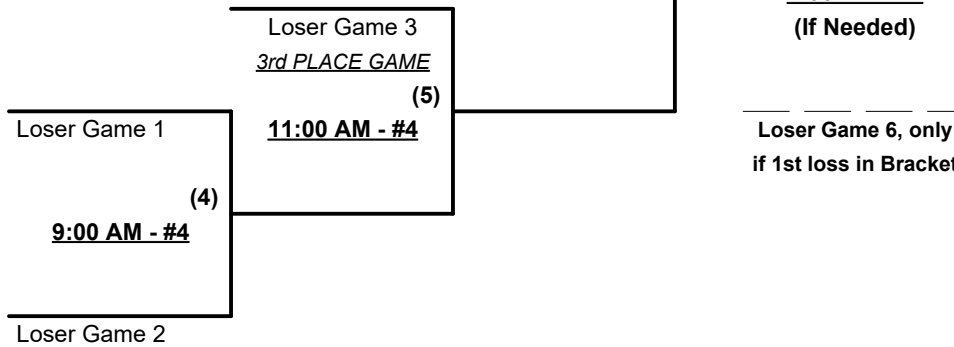 Loser Game 3
3rd PLACE GAME
(5)
11:00 AM - #4
Loser Game 1
(4)
9:00 AM - #4
Loser Game 2
(If Needed)
Loser Game 6, only
if 1st loss in Bracket